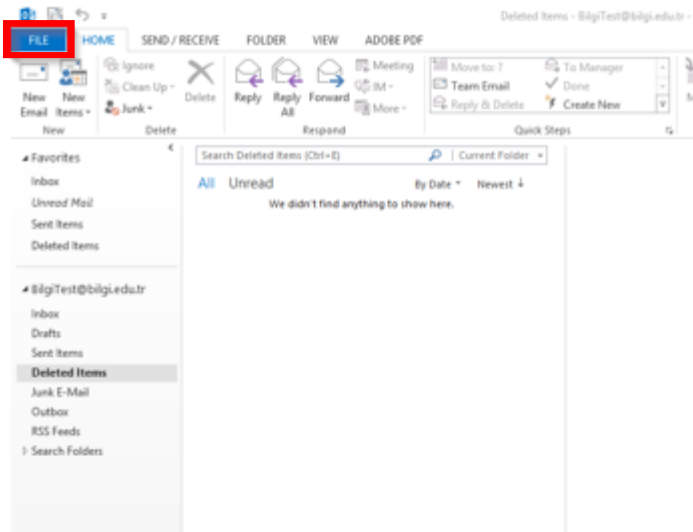 Deleted Items - BilgiTest@bilgi.edu.tr -
FILE HOME SEND / RECEIVE FOLDER VIEW ADOBE PDF
New Email
New Items
Ignore
Clean Up
Junk
Delete
Reply
Reply All
Forward
Meeting
IM
More
Move to: ?
Team Email
Reply & Delete
To Manager
Done
Create New
New Delete Respond Quick Steps
Favorites
Inbox
Unread Mail
Sent Items
Deleted Items
BilgiTest@bilgi.edu.tr
Inbox
Drafts
Sent Items
Deleted Items
Junk E-Mail
Outbox
RSS Feeds
Search Folders
Search Deleted Items (Ctrl+E) Current Folder
All Unread By Date Newest ↓
We didn't find anything to show here.